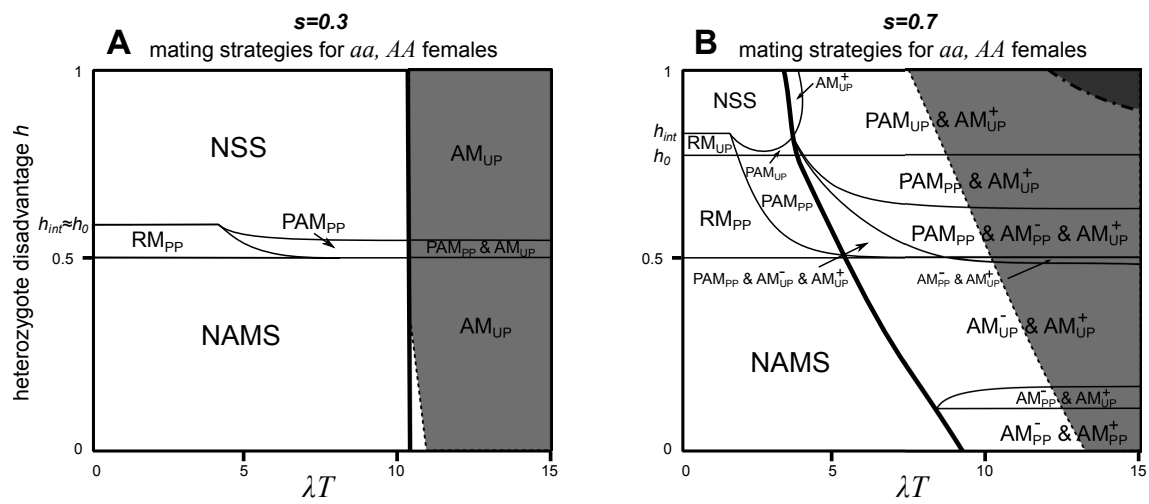 s=0.3
A mating strategies for aa, AA females
heterozygote disadvantage h
1
h_int≈h_0
0.5
0
NSS
PAM_PP
RM_PP
NAMS
AM_UP
PAM_PP & AM_UP
AM_UP
0 5 10 15
λT
s=0.7
B mating strategies for aa, AA females
1
h_int
h_0
0.5
0
NSS
AM^+_UP
PAM_UP & AM^+_UP
RM_UP
PAM_UP
PAM_PP & AM^+_UP
PAM_PP
RM_PP
PAM_PP & AM^-_PP & AM^+_UP
PAM_PP & AM^-_UP & AM^+_UP
AM^-_PP & AM^+_UP
AM^-_UP & AM^+_UP
NAMS
AM^-_PP & AM^+_UP
AM^-_PP & AM^+_PP
0 5 10 15
λT